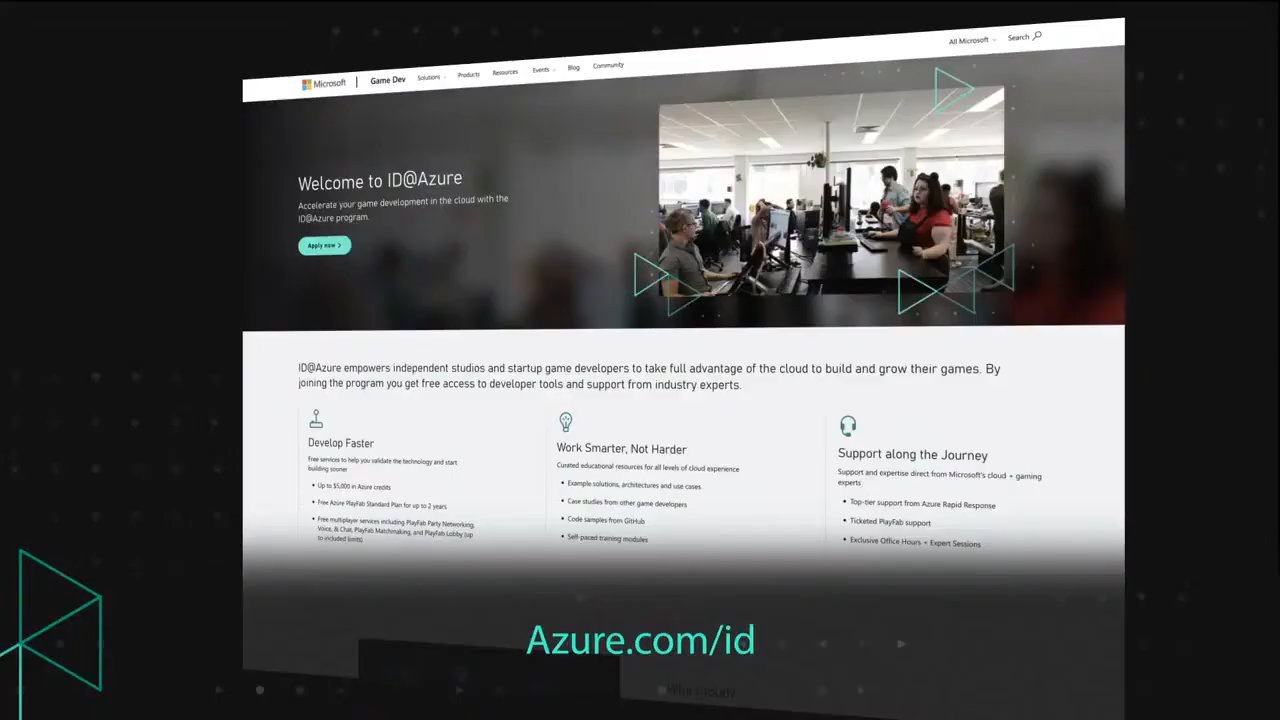 Microsoft | Game Dev Solutions Products Resources Events Blog Community All Microsoft Search
Welcome to ID@Azure
Accelerate your game development in the cloud with the
ID@Azure program.
Apply now >
ID@Azure empowers independent studios and startup game developers to take full advantage of the cloud to build and grow their games. By
joining the program you get free access to developer tools and support from industry experts.
Develop Faster
Free services to help you validate the technology and start
building sooner
• Up to $5,000 in Azure credits
• Free Azure PlayFab Standard Plan for up to 2 years
• Free multiplayer services including PlayFab Party Networking,
Voice, & Chat, PlayFab Matchmaking, and PlayFab Lobby (up
to included limits)
Work Smarter, Not Harder
Curated educational resources for all levels of cloud experience
• Example solutions, architectures and use cases
• Case studies from other game developers
• Code samples from GitHub
• Self-paced training modules
Support along the Journey
Support and expertise direct from Microsoft's cloud + gaming
experts.
• Top-tier support from Azure Rapid Response
• Ticketed PlayFab support
• Exclusive Office Hours + Expert Sessions
Azure.com/id